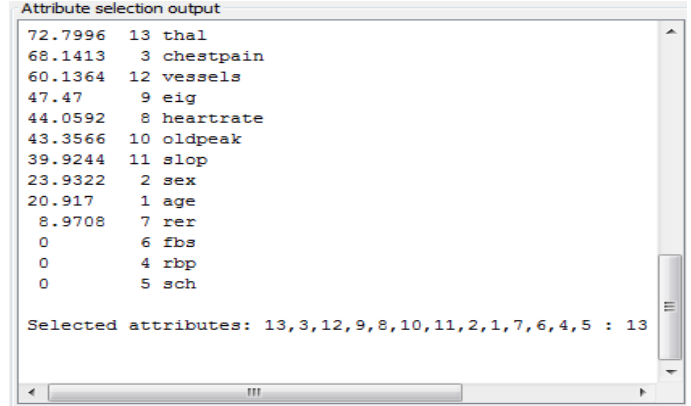 Attribute selection output
72.7996 13 thal
68.1413 3 chestpain
60.1364 12 vessels
47.47 9 eig
44.0592 8 heartrate
43.3566 10 oldpeak
39.9244 11 slop
23.9322 2 sex
20.917 1 age
8.9708 7 rer
0 6 fbs
0 4 rbp
0 5 sch
Selected attributes: 13,3,12,9,8,10,11,2,1,7,6,4,5 : 13